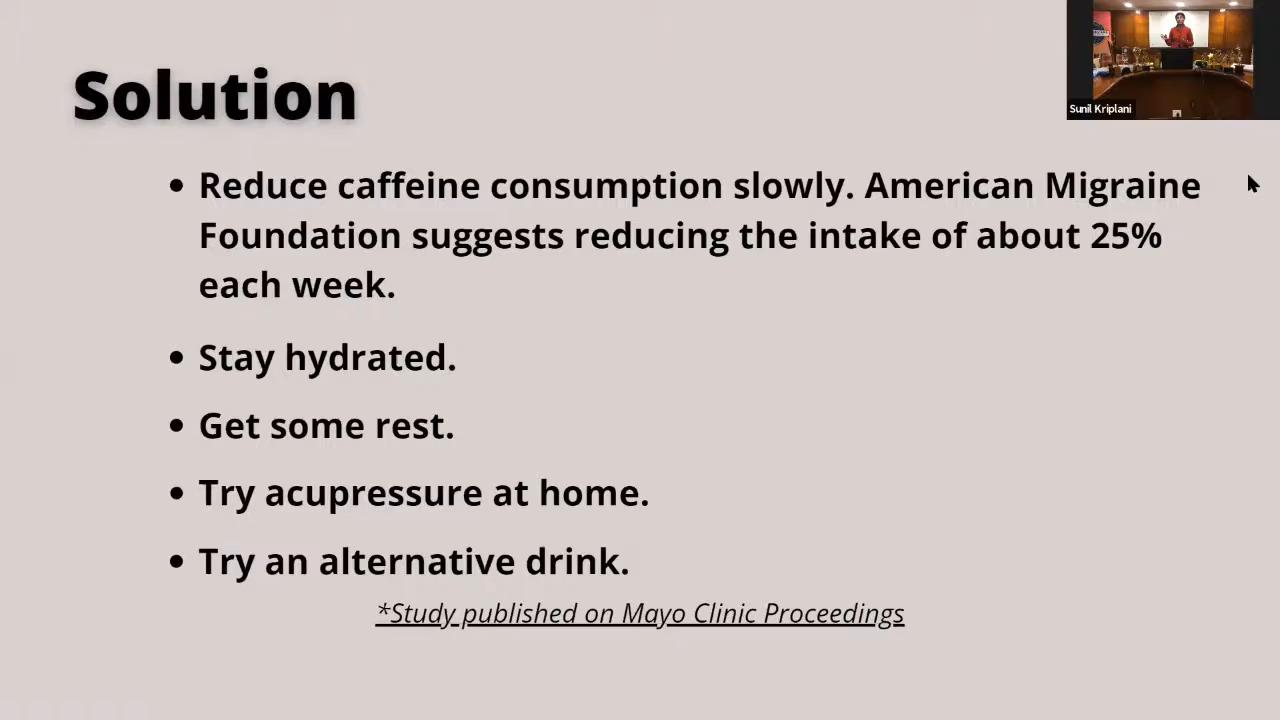 Solution
Sunil Kriplani
• Reduce caffeine consumption slowly. American Migraine
Foundation suggests reducing the intake of about 25%
each week.
• Stay hydrated.
• Get some rest.
• Try acupressure at home.
• Try an alternative drink.
*Study published on Mayo Clinic Proceedings